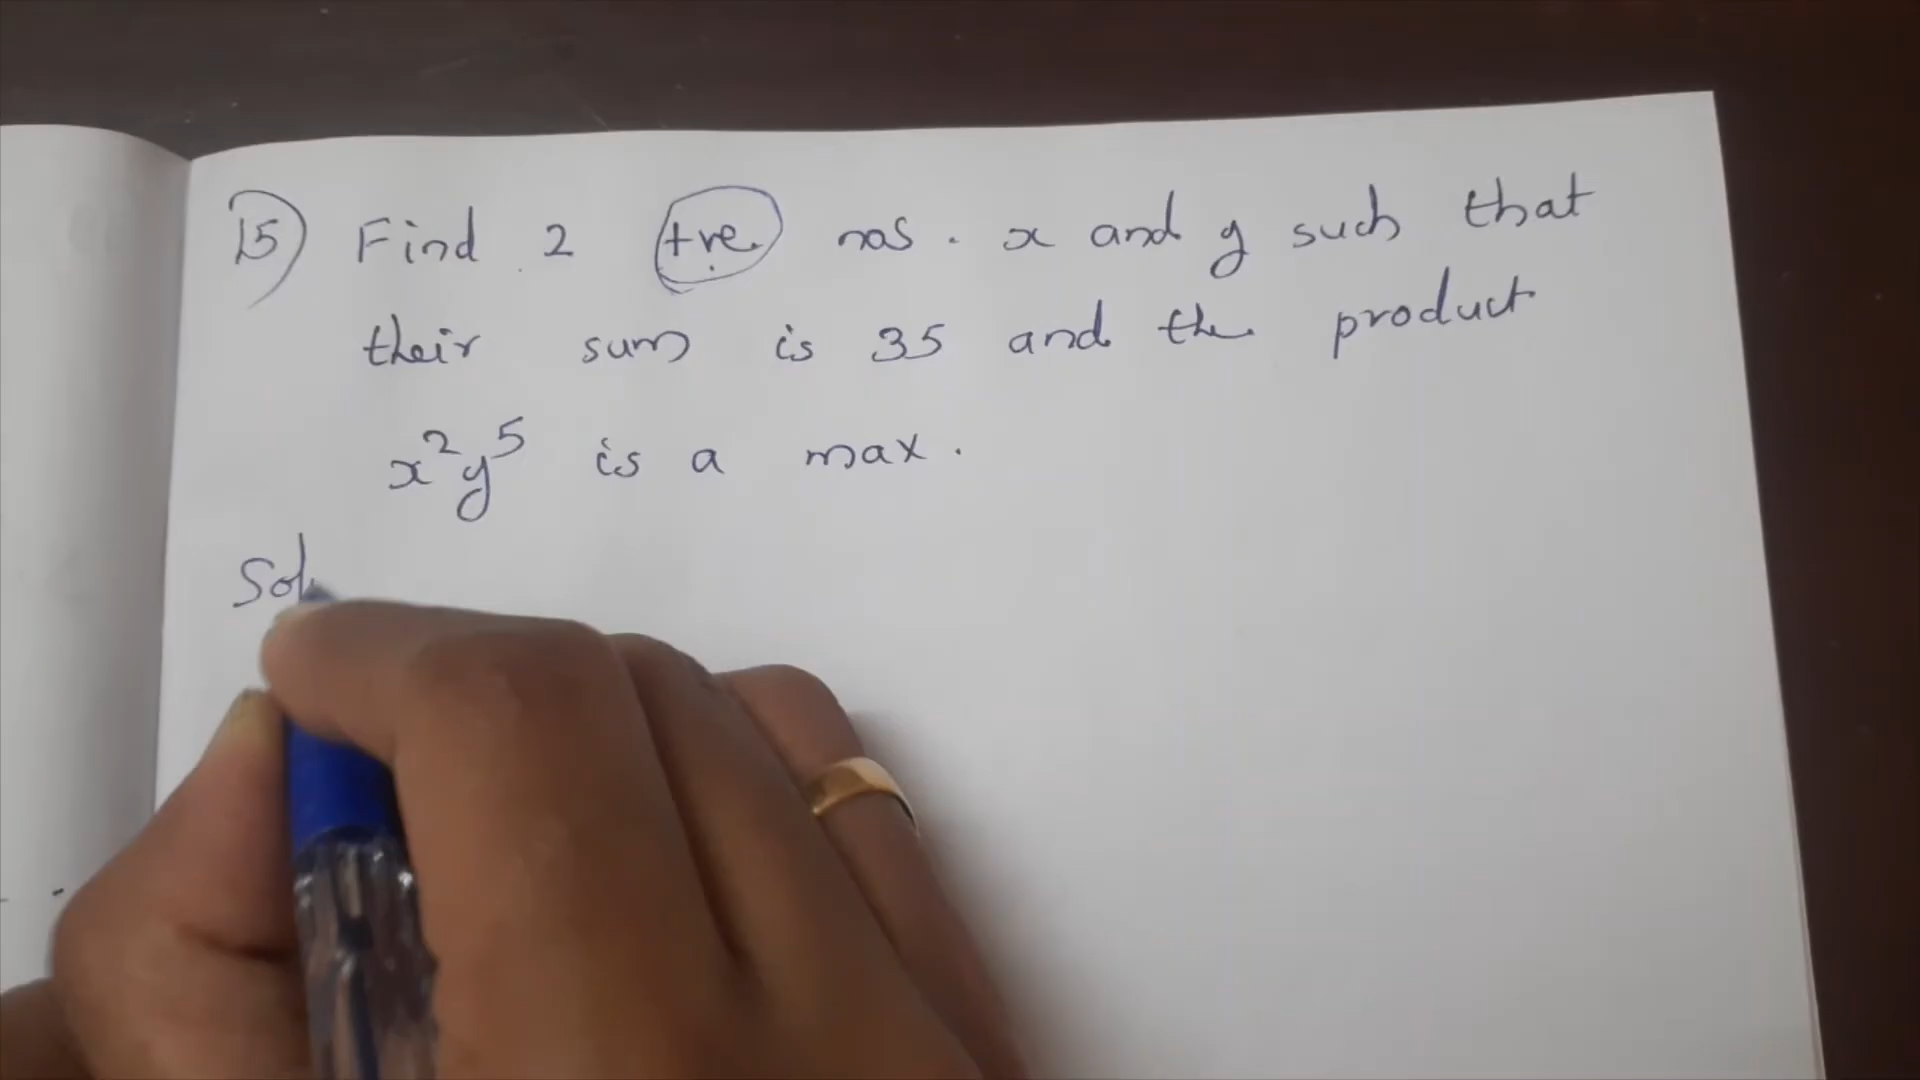 15) Find 2 +ve nos. x and y such that
their sum is 35 and the product
x²y⁵ is a max.
Sol